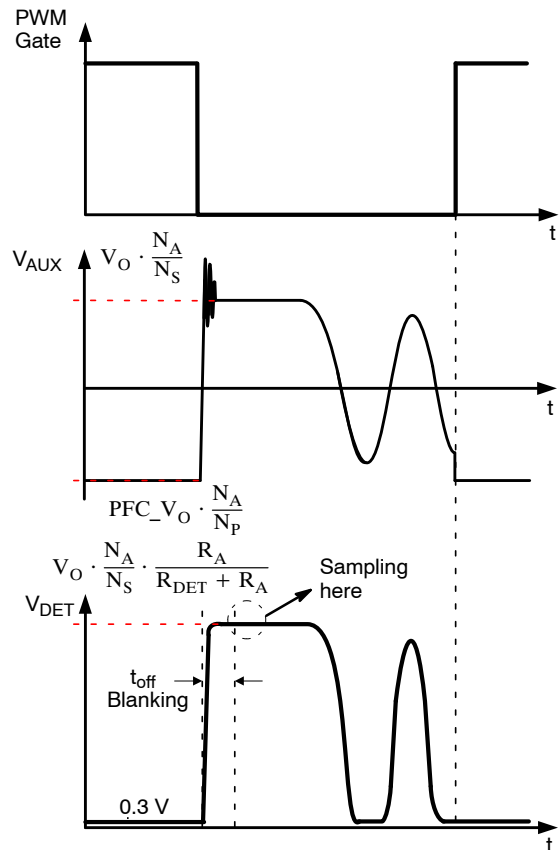 PWM
Gate
t
V_AUX
V_O · N_A/N_S
t
PFC_V_O · N_A/N_P
V_O · N_A/N_S · R_A/(R_DET + R_A)
Sampling
here
V_DET
t_off
Blanking
0.3 V
t